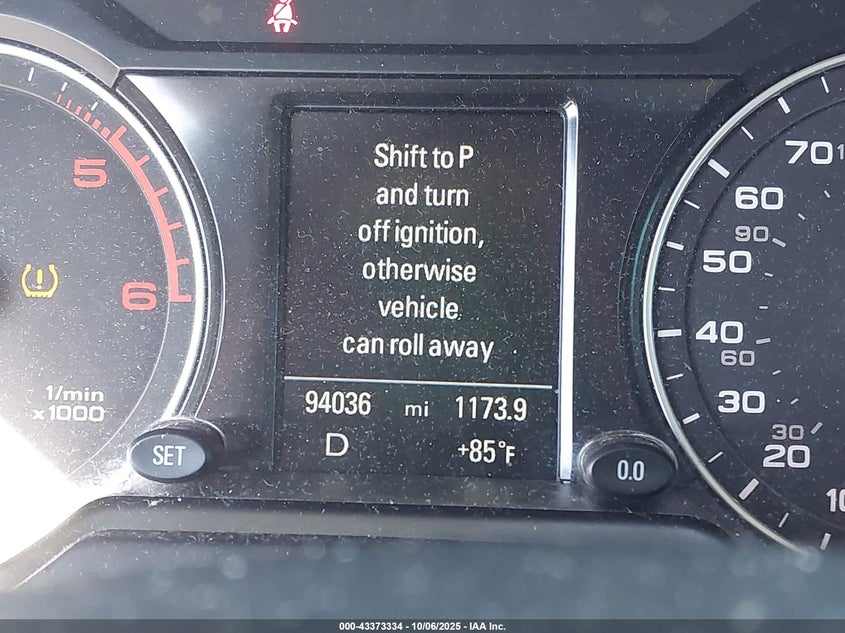 Shift to P
and turn
off ignition,
otherwise
vehicle
can roll away
94036 mi 1173.9
D +85°F
5
6
1/min
x1000
SET
0.0
70
60
90
50
40
60
30
30
20
10
000-43373334 - 10/06/2025 - IAA Inc.